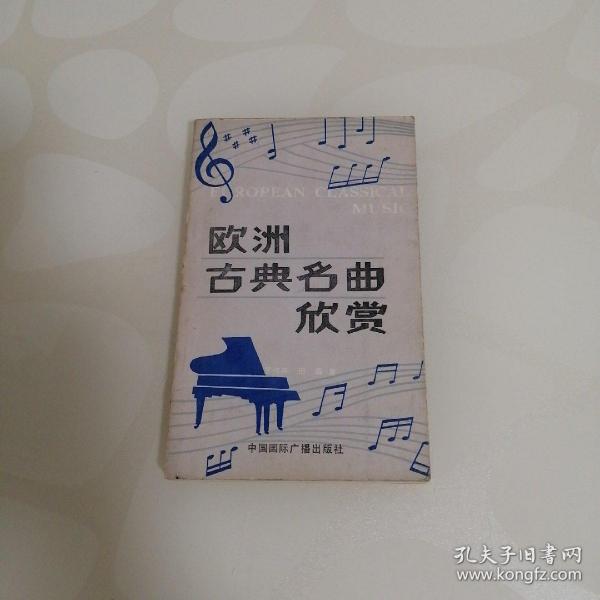 EUROPEAN CLASSICAL
MUSIC
欧洲
古典名曲
欣赏
中国国际广播出版社
孔夫子旧书网
www.kongfz.com